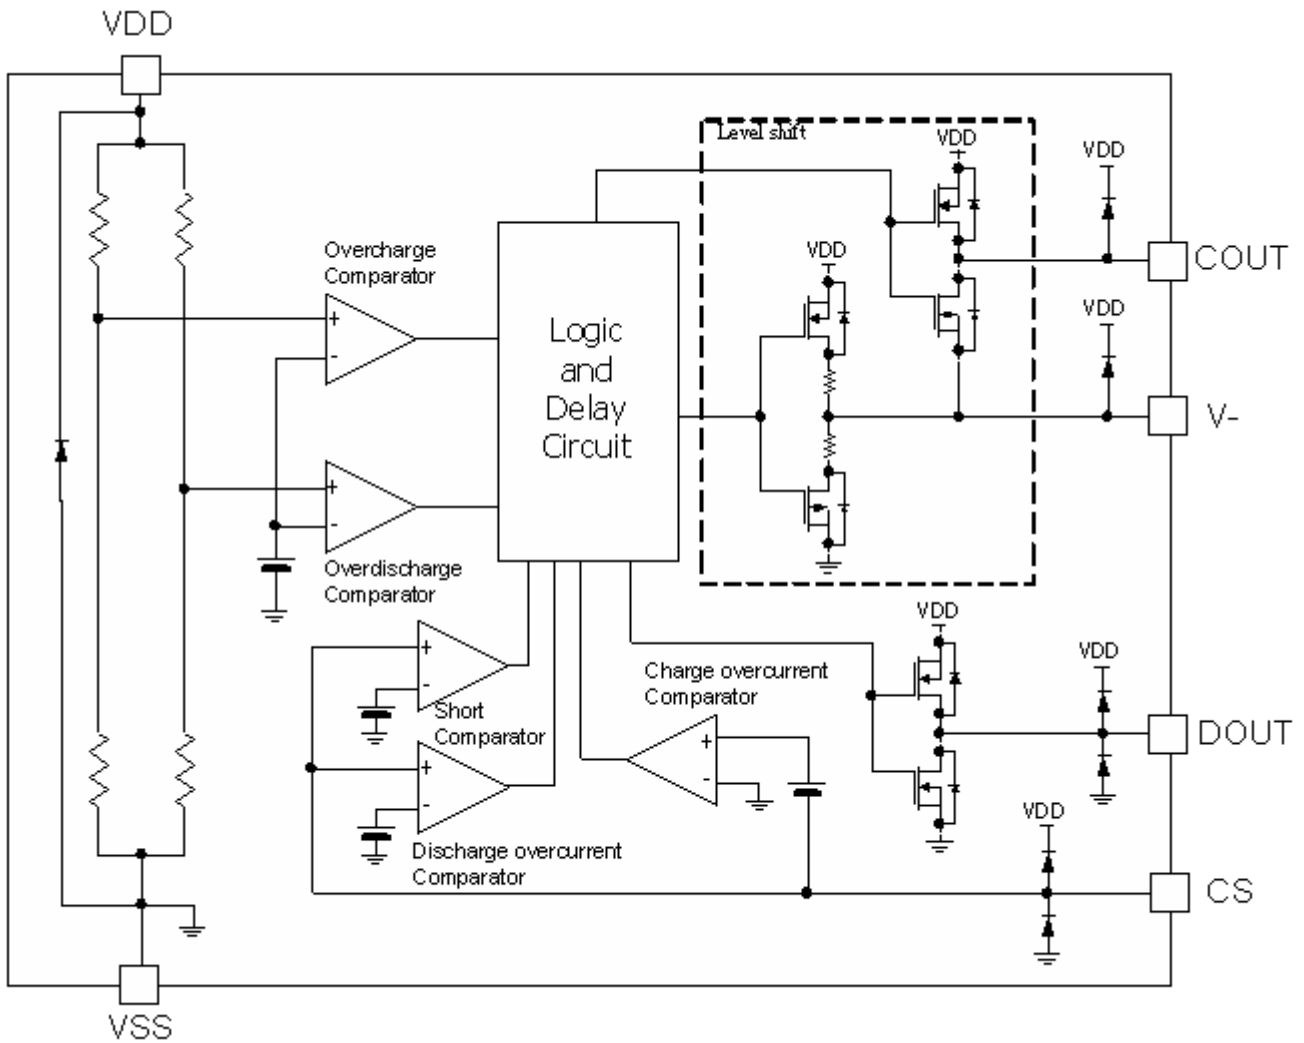 VDD
Level shift
VDD
VDD
COUT
Overcharge
Comparator
VDD
VDD
+
-
Logic
and
Delay
Circuit
V-
+
-
Overdischarge
Comparator
VDD
+
-
Short
Comparator
Charge overcurrent
Comparator
VDD
DOUT
+
-
+
-
Discharge overcurrent
Comparator
VDD
CS
VSS